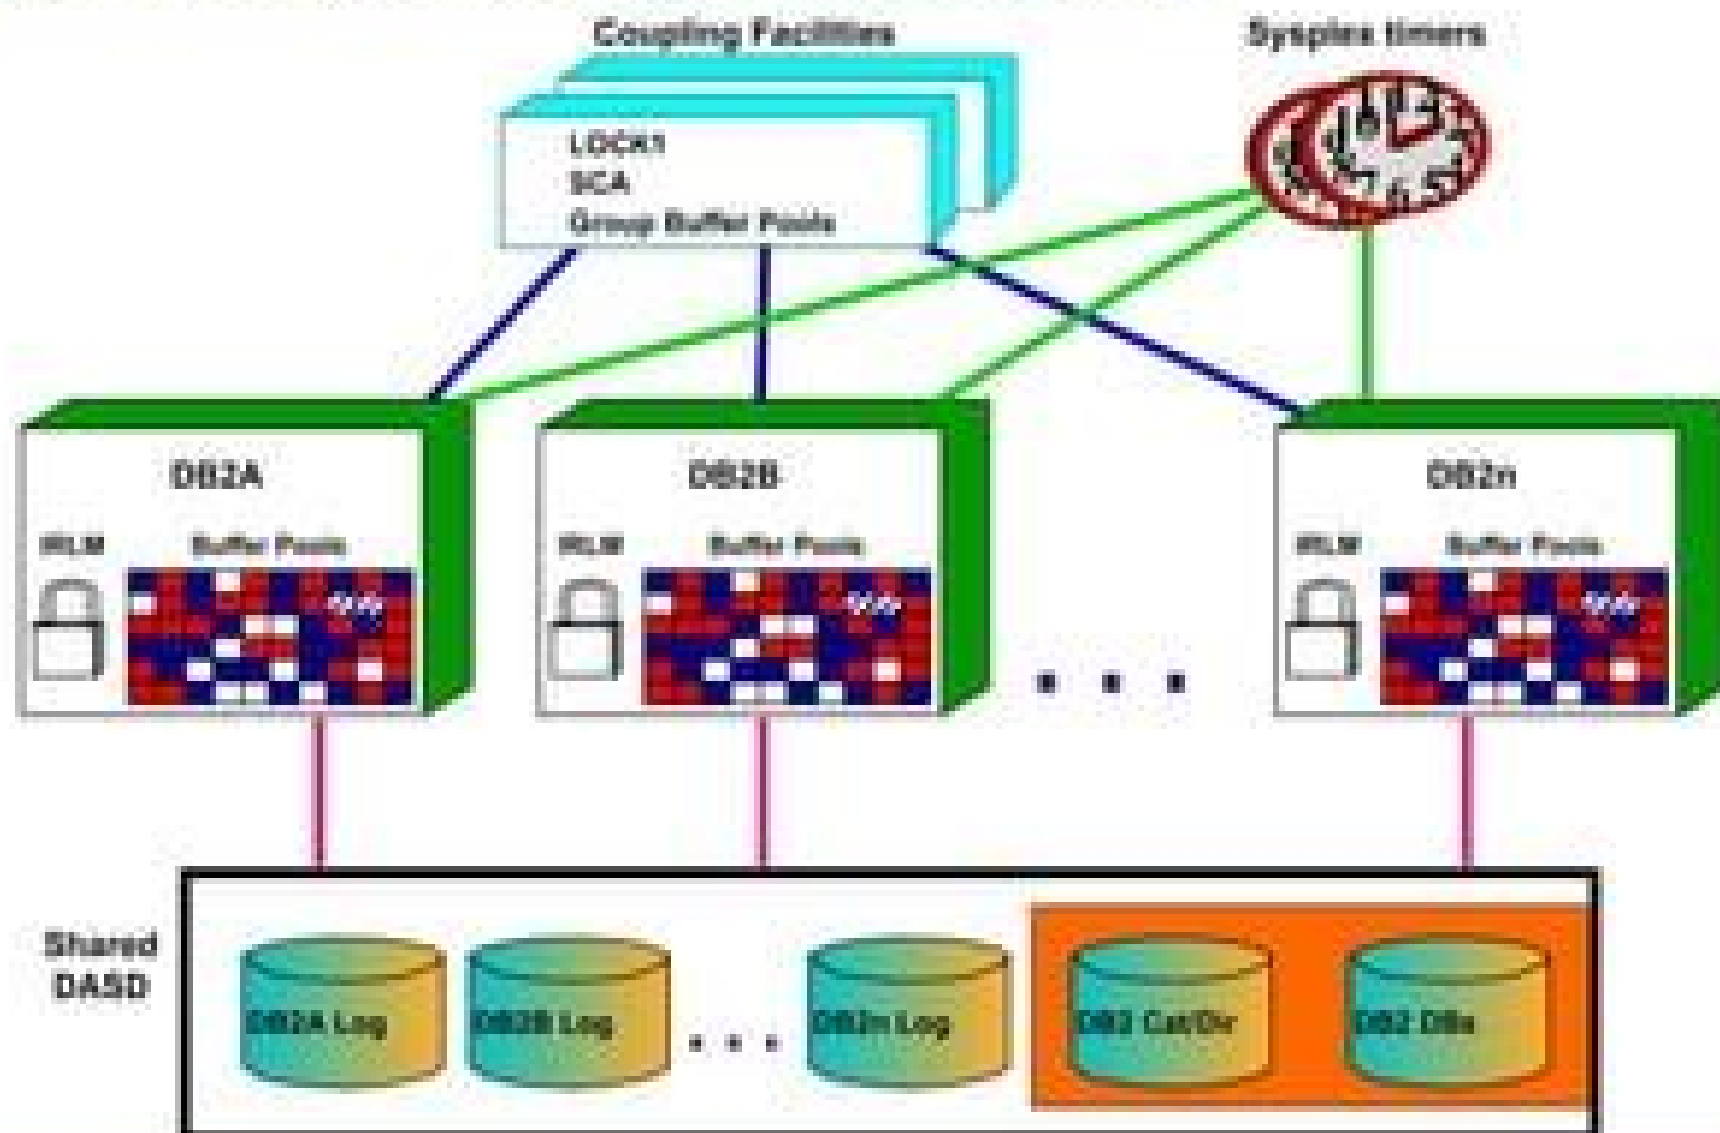 Coupling Facilities
Sysplex timers
LOCK1
SCA
Group Buffer Pools
DB2A
DB2B
DB2n
IRLM
Buffer Pools
IRLM
Buffer Pools
IRLM
Buffer Pools
. . .
Shared
DASD
DB2A Log
DB2B Log
. . .
DB2n Log
DB2 Cat/Dir
DB2 DBs